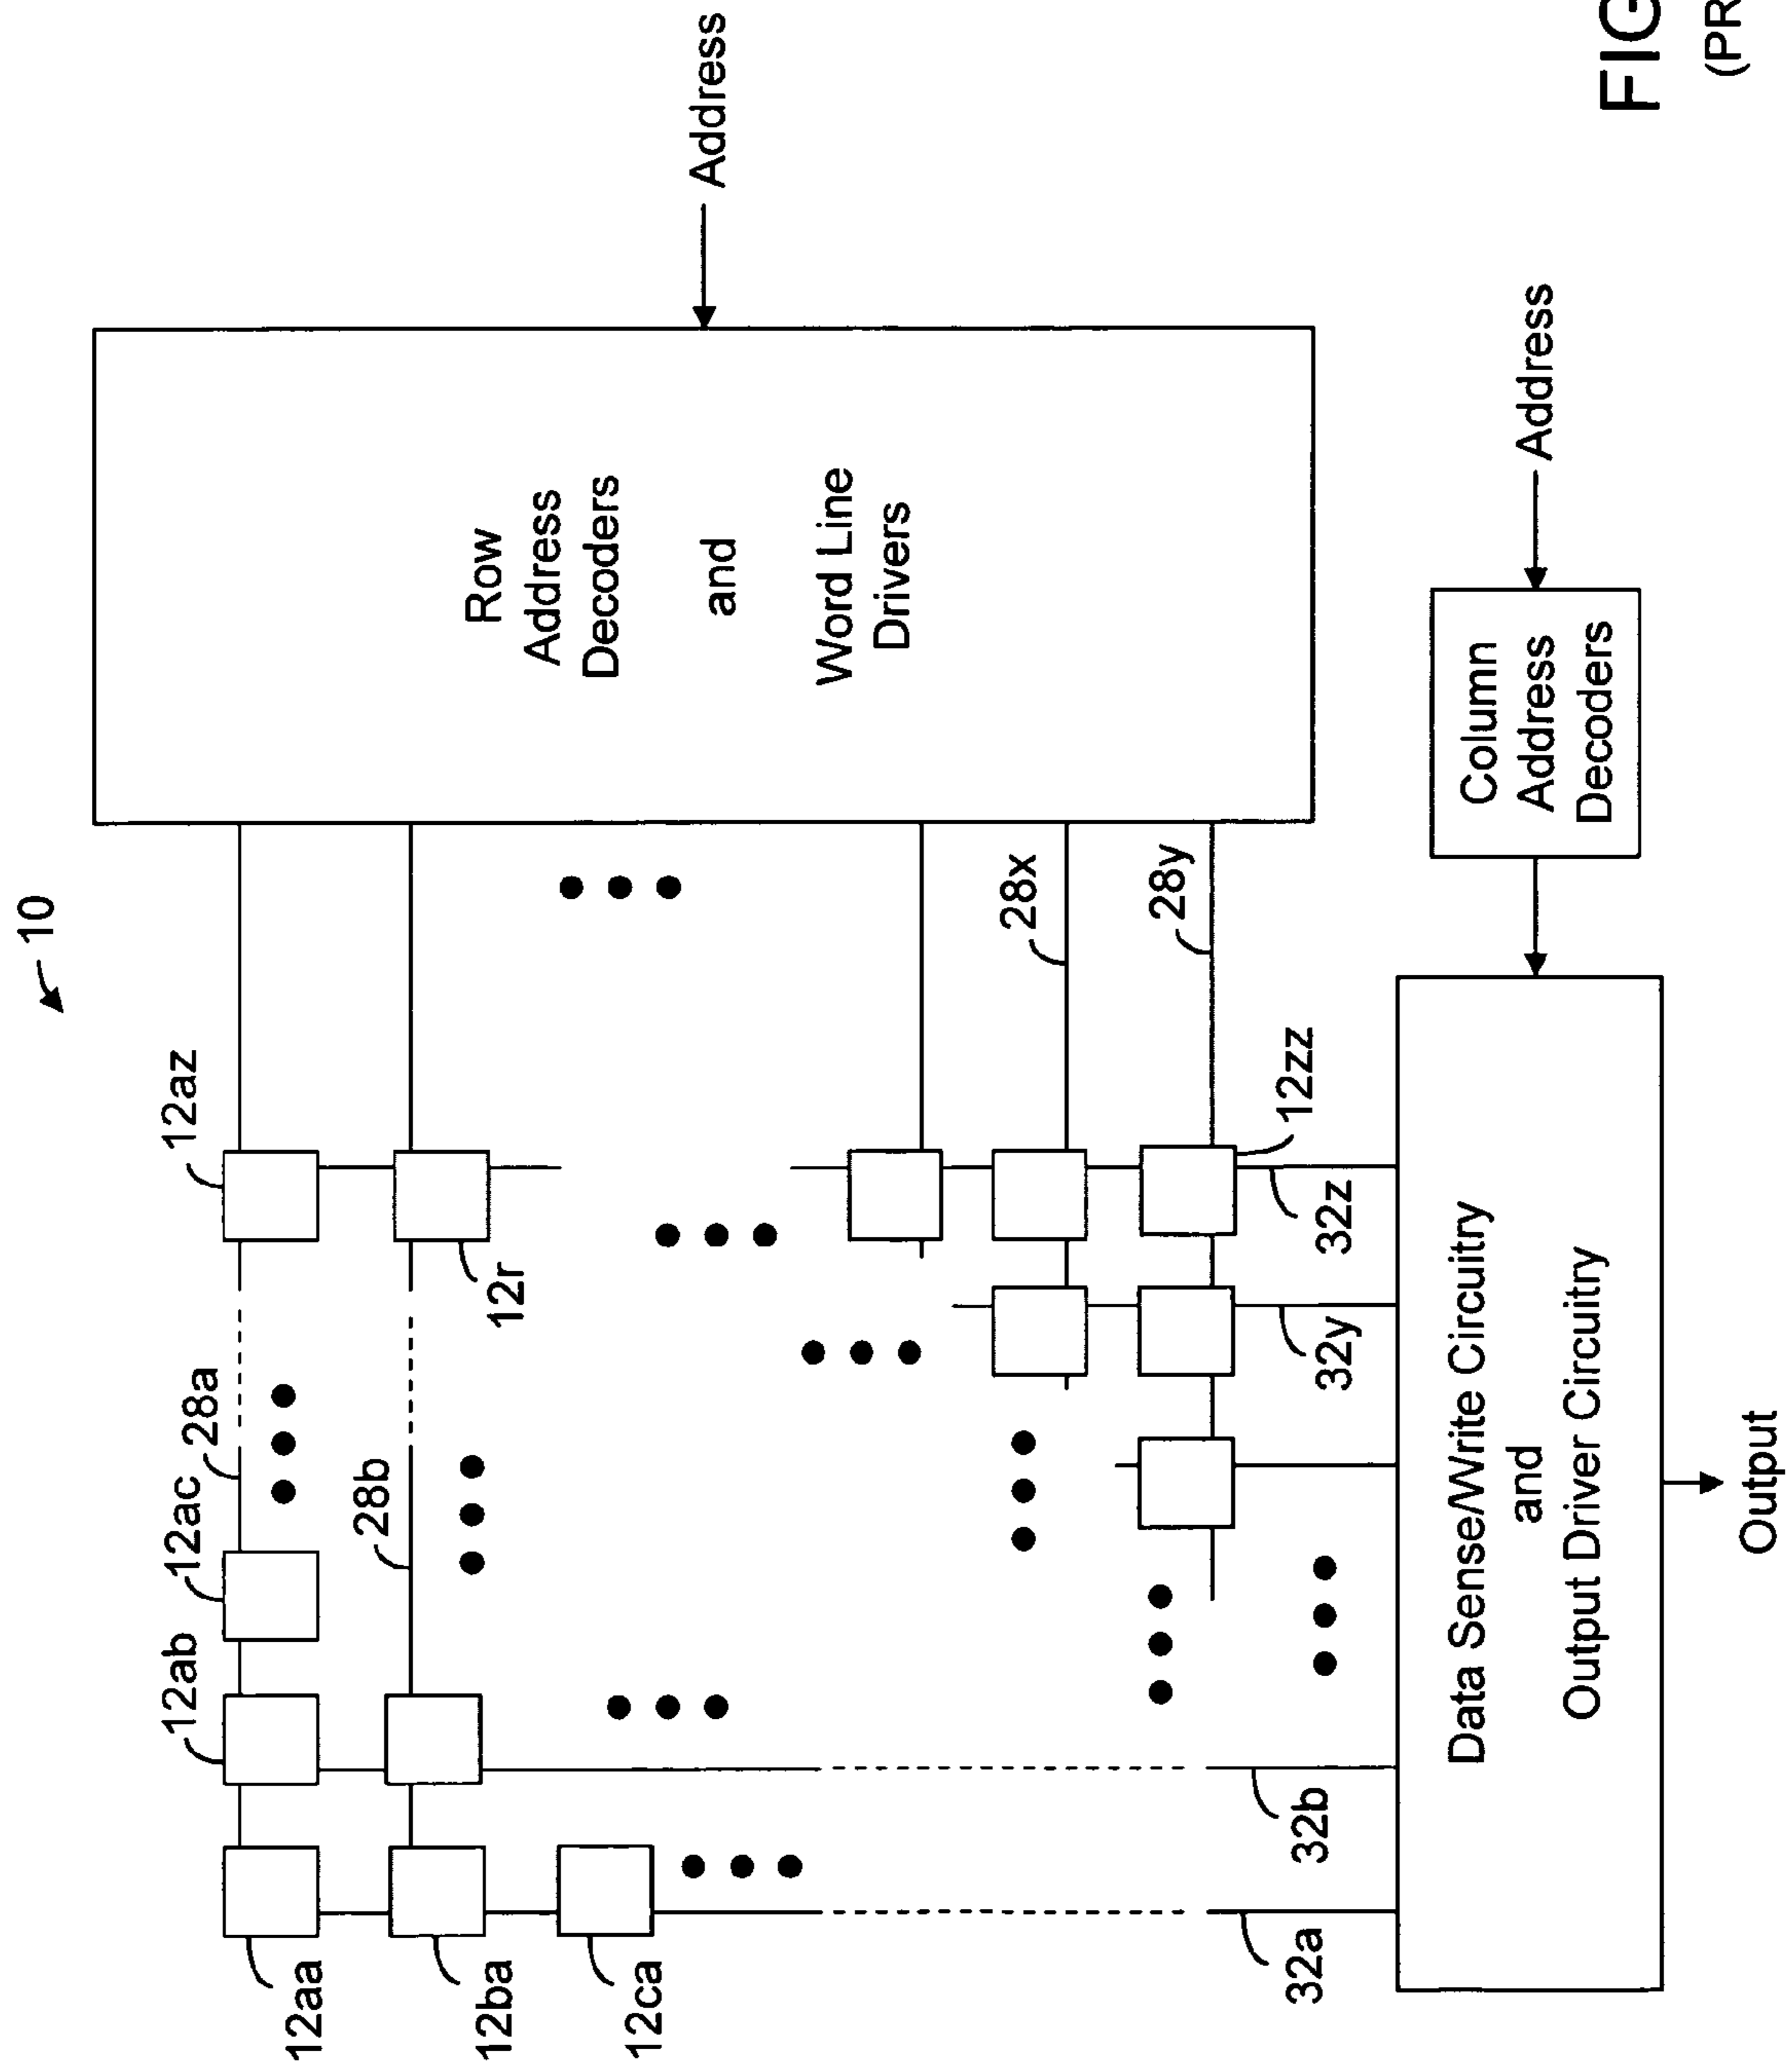 10
12ab
12ac
12az
28a
12aa
28b
12ba
12r
12ca
Row
Address
Decoders
and
Word Line
Drivers
Address
28x
28y
12zz
32a
32b
32y
32z
Data Sense/Write Circuitry
and
Output Driver Circuitry
Column
Address
Decoders
Address
Output
FIG
(PR